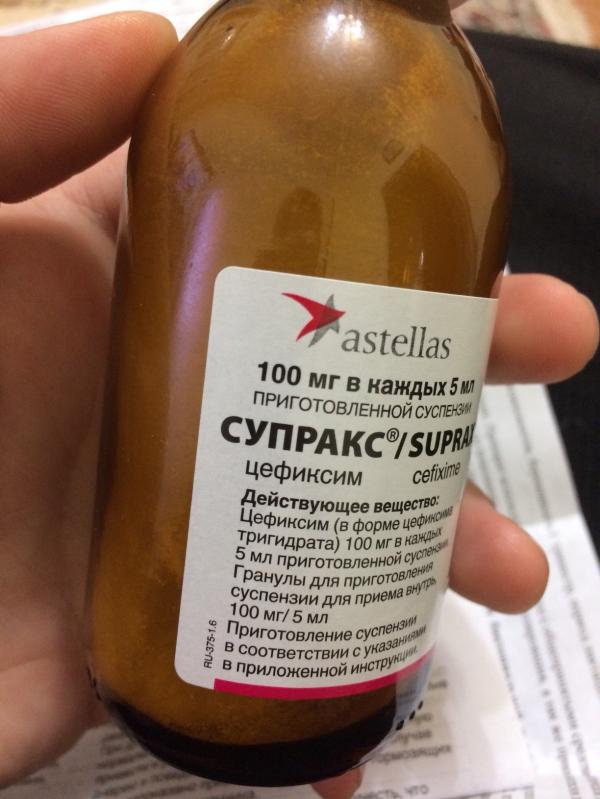 astellas
100 мг в каждых 5 мл
ПРИГОТОВЛЕННОЙ СУСПЕНЗИИ
СУПРАКС®/SUPRAX
цефиксим cefixime
Действующее вещество:
Цефиксим (в форме цефиксима
тригидрата) 100 мг в каждых
5 мл приготовленной суспензии.
Гранулы для приготовления
суспензии для приема внутрь,
100 мг/ 5 мл
Приготовление суспензии
в соответствии с указаниями
в приложенной инструкции.
RU-375-1.6